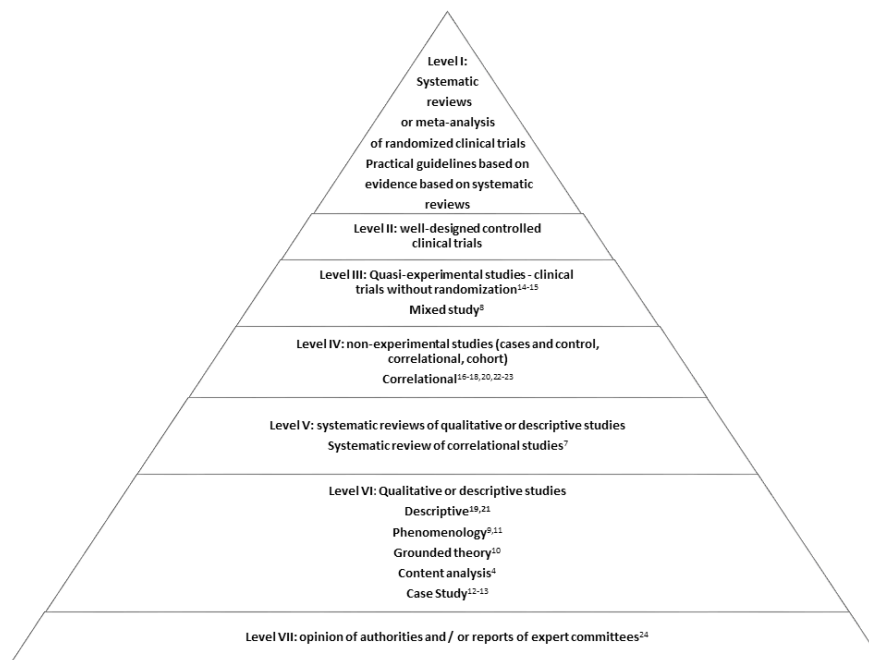 Level I:
Systematic
reviews
or meta-analysis
of randomized clinical trials
Practical guidelines based on
evidence based on systematic
reviews
Level II: well-designed controlled
clinical trials
Level III: Quasi-experimental studies - clinical
trials without randomization¹⁴⁻¹⁵
Mixed study⁸
Level IV: non-experimental studies (cases and control,
correlational, cohort)
Correlational¹⁶⁻¹⁸,²⁰,²²⁻²³
Level V: systematic reviews of qualitative or descriptive studies
Systematic review of correlational studies⁷
Level VI: Qualitative or descriptive studies
Descriptive¹⁹,²¹
Phenomenology⁹,¹¹
Grounded theory¹⁰
Content analysis⁴
Case Study¹²⁻¹³
Level VII: opinion of authorities and / or reports of expert committees²⁴